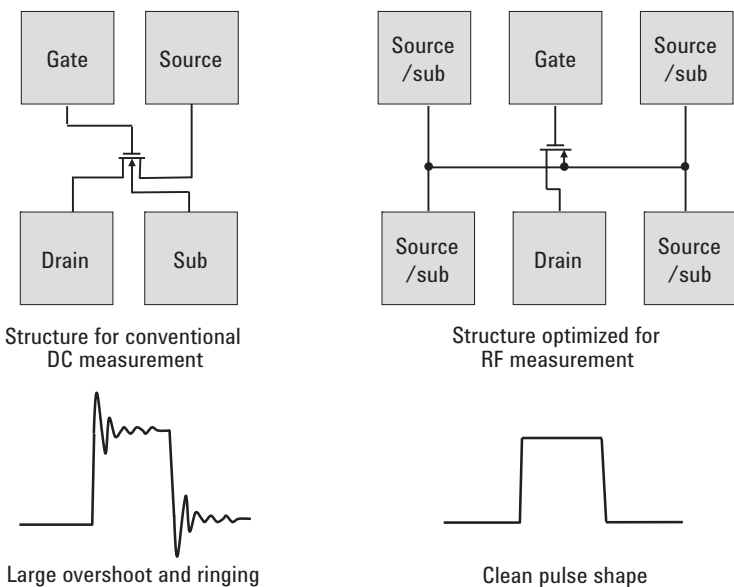 Gate
Source
Source
/sub
Gate
Source
/sub
Drain
Sub
Source
/sub
Drain
Source
/sub
Structure for conventional
DC measurement
Structure optimized for
RF measurement
Large overshoot and ringing
Clean pulse shape